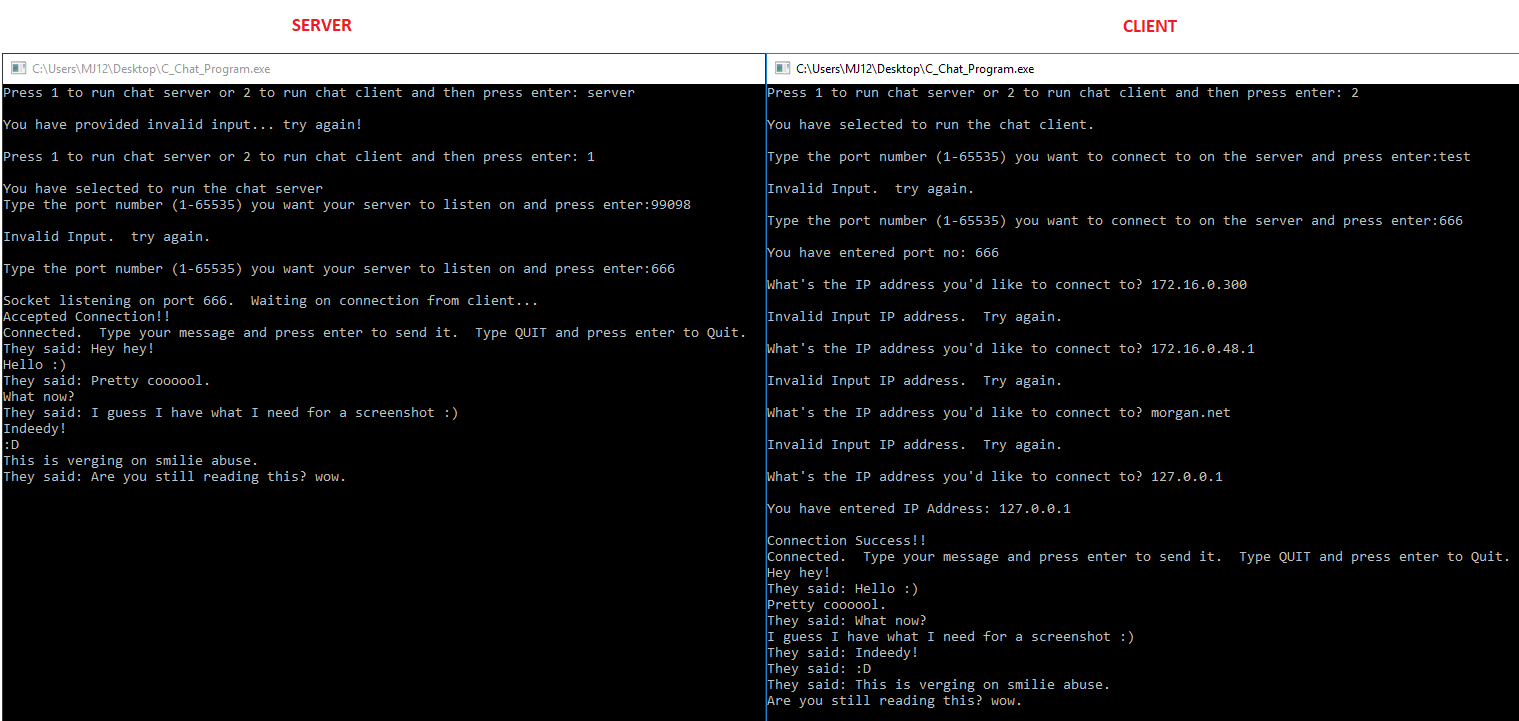 SERVER
C:\Users\MJ12\Desktop\C_Chat_Program.exe
Press 1 to run chat server or 2 to run chat client and then press enter: server
You have provided invalid input... try again!
Press 1 to run chat server or 2 to run chat client and then press enter: 1
You have selected to run the chat server
Type the port number (1-65535) you want your server to listen on and press enter:99098
Invalid Input.  try again.
Type the port number (1-65535) you want your server to listen on and press enter:666
Socket listening on port 666.  Waiting on connection from client...
Accepted Connection!!
Connected.  Type your message and press enter to send it.  Type QUIT and press enter to Quit.
They said: Hey hey!
Hello :)
They said: Pretty coooool.
What now?
They said: I guess I have what I need for a screenshot :)
Indeedy!
:D
This is verging on smilie abuse.
They said: Are you still reading this? wow.
CLIENT
C:\Users\MJ12\Desktop\C_Chat_Program.exe
Press 1 to run chat server or 2 to run chat client and then press enter: 2
You have selected to run the chat client.
Type the port number (1-65535) you want to connect to on the server and press enter:test
Invalid Input.  try again.
Type the port number (1-65535) you want to connect to on the server and press enter:666
You have entered port no: 666
What's the IP address you'd like to connect to? 172.16.0.300
Invalid Input IP address.  Try again.
What's the IP address you'd like to connect to? 172.16.0.48.1
Invalid Input IP address.  Try again.
What's the IP address you'd like to connect to? morgan.net
Invalid Input IP address.  Try again.
What's the IP address you'd like to connect to? 127.0.0.1
You have entered IP Address: 127.0.0.1
Connection Success!!
Connected.  Type your message and press enter to send it.  Type QUIT and press enter to Quit.
Hey hey!
They said: Hello :)
Pretty coooool.
They said: What now?
I guess I have what I need for a screenshot :)
They said: Indeedy!
They said: :D
They said: This is verging on smilie abuse.
Are you still reading this? wow.